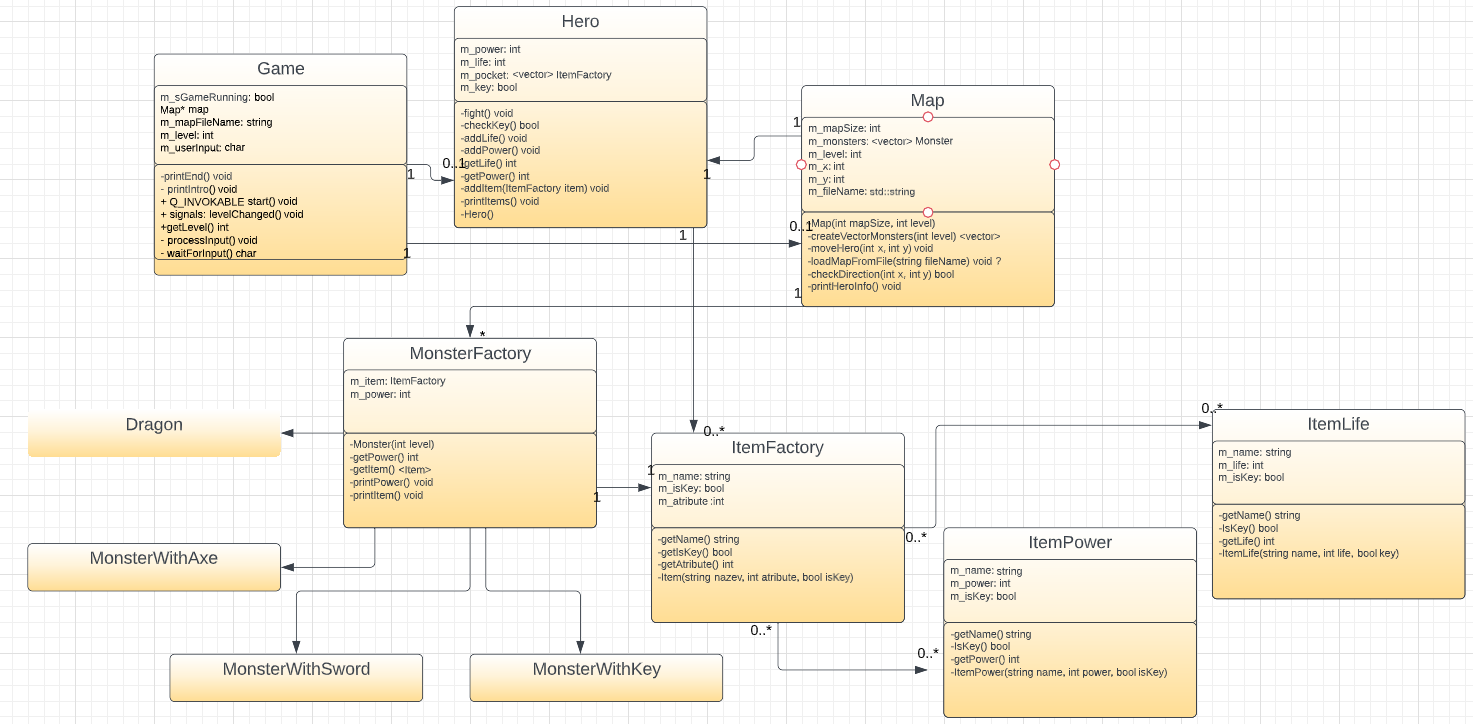 Game
m_sGameRunning: bool
Map* map
m_mapFileName: string
m_level: int
m_userInput: char
-printEnd() void
- printIntro() void
+ Q_INVOKABLE start() void
+ signals: levelChanged() void
+getLevel() int
- processInput() void
- waitForInput() char
1
1
Hero
m_power: int
m_life: int
m_pocket: <vector> ItemFactory
m_key: bool
-fight() void
-checkKey() bool
-addLife() void
-addPower() void
-getLife() int
-getPower() int
-addItem(ItemFactory item) void
-printItems() void
-Hero()
0..1
1
1
Map
m_mapSize: int
m_monsters: <vector> Monster
m_level: int
m_x: int
m_y: int
m_fileName: std::string
-Map(int mapSize, int level)
-createVectorMonsters(int level) <vector>
-moveHero(int x, int y) void
-loadMapFromFile(string fileName) void ?
-checkDirection(int x, int y) bool
-printHeroInfo() void
1
0..1
1
*
MonsterFactory
m_item: ItemFactory
m_power: int
-Monster(int level)
-getPower() int
-getItem() <Item>
-printPower() void
-printItem() void
1
Dragon
MonsterWithAxe
MonsterWithSword
MonsterWithKey
0..*
1
ItemFactory
m_name: string
m_isKey: bool
m_atribute :int
-getName() string
-getIsKey() bool
-getAtribute() int
-Item(string nazev, int atribute, bool isKey)
0..*
0..*
0..*
ItemPower
m_name: string
m_power: int
m_isKey: bool
-getName() string
-IsKey() bool
-getPower() int
-ItemPower(string name, int power, bool isKey)
0..*
ItemLife
m_name: string
m_life: int
m_isKey: bool
-getName() string
-IsKey() bool
-getLife() int
-ItemLife(string name, int life, bool key)